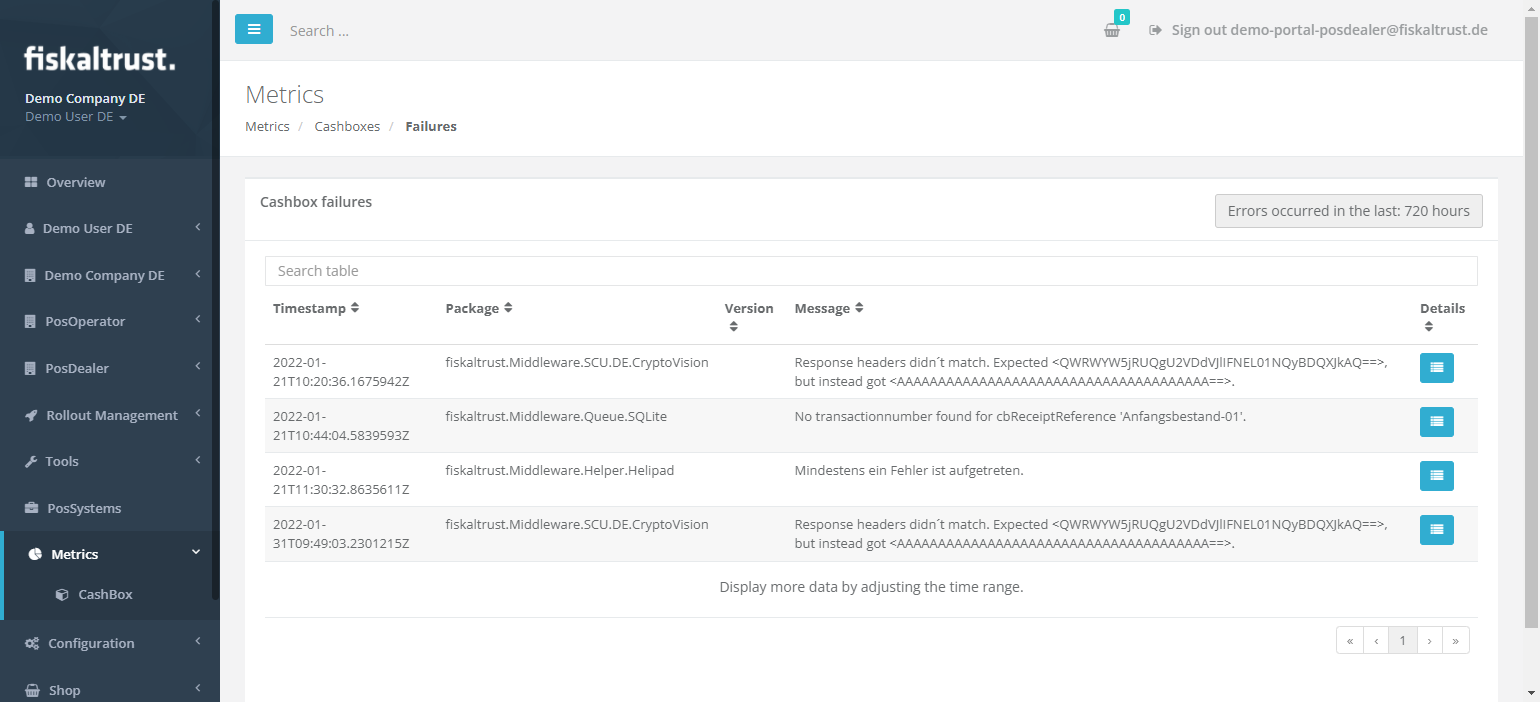 fiskaltrust.
Demo Company DE
Demo User DE
Overview
Demo User DE
Demo Company DE
PosOperator
PosDealer
Rollout Management
Tools
PosSystems
Metrics
CashBox
Configuration
Shop
Search ...
0
Sign out demo-portal-posdealer@fiskaltrust.de
Metrics
Metrics / Cashboxes / Failures
Cashbox failures
Errors occurred in the last: 720 hours
Search table
Timestamp Package Version Message Details
2022-01-
21T10:20:36.1675942Z
fiskaltrust.Middleware.SCU.DE.CryptoVision
Response headers didn´t match. Expected <QWRWYW5jRUQgU2VDdVJlIFNEL01NQyBDQXJkAQ==>,
but instead got <AAAAAAAAAAAAAAAAAAAAAAAAAAAAAAAAAAAAAA==>.
2022-01-
21T10:44:04.5839593Z
fiskaltrust.Middleware.Queue.SQLite
No transactionnumber found for cbReceiptReference 'Anfangsbestand-01'.
2022-01-
21T11:30:32.8635611Z
fiskaltrust.Middleware.Helper.Helipad
Mindestens ein Fehler ist aufgetreten.
2022-01-
31T09:49:03.2301215Z
fiskaltrust.Middleware.SCU.DE.CryptoVision
Response headers didn´t match. Expected <QWRWYW5jRUQgU2VDdVJlIFNEL01NQyBDQXJkAQ==>,
but instead got <AAAAAAAAAAAAAAAAAAAAAAAAAAAAAAAAAAAAAA==>.
Display more data by adjusting the time range.
« ‹ 1 › »